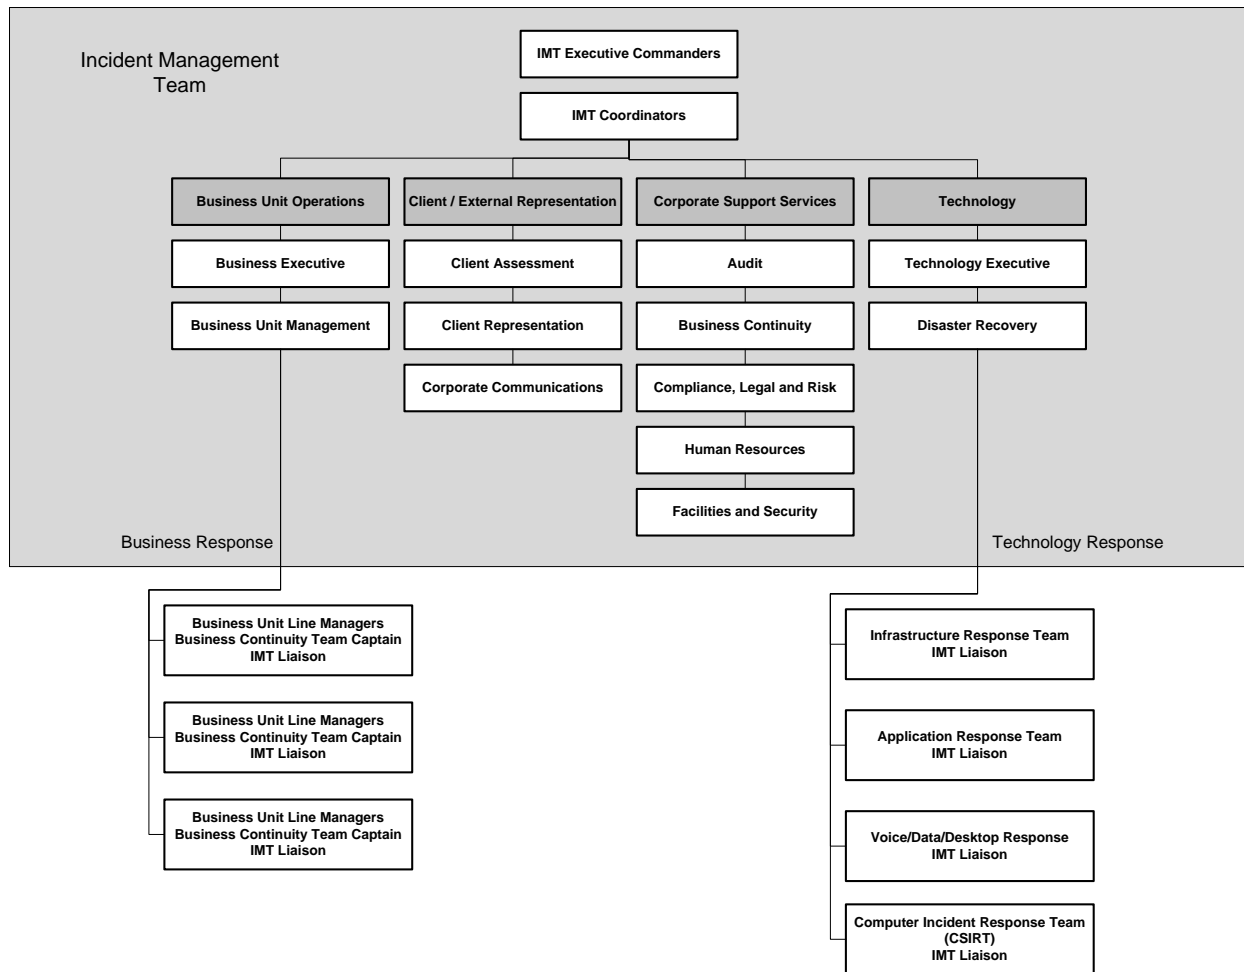 Incident Management
Team
IMT Executive Commanders
IMT Coordinators
Business Unit Operations
Client / External Representation
Corporate Support Services
Technology
Business Executive
Client Assessment
Audit
Technology Executive
Business Unit Management
Client Representation
Business Continuity
Disaster Recovery
Corporate Communications
Compliance, Legal and Risk
Human Resources
Facilities and Security
Business Response
Technology Response
Business Unit Line Managers
Business Continuity Team Captain
IMT Liaison
Business Unit Line Managers
Business Continuity Team Captain
IMT Liaison
Business Unit Line Managers
Business Continuity Team Captain
IMT Liaison
Infrastructure Response Team
IMT Liaison
Application Response Team
IMT Liaison
Voice/Data/Desktop Response
IMT Liaison
Computer Incident Response Team
(CSIRT)
IMT Liaison